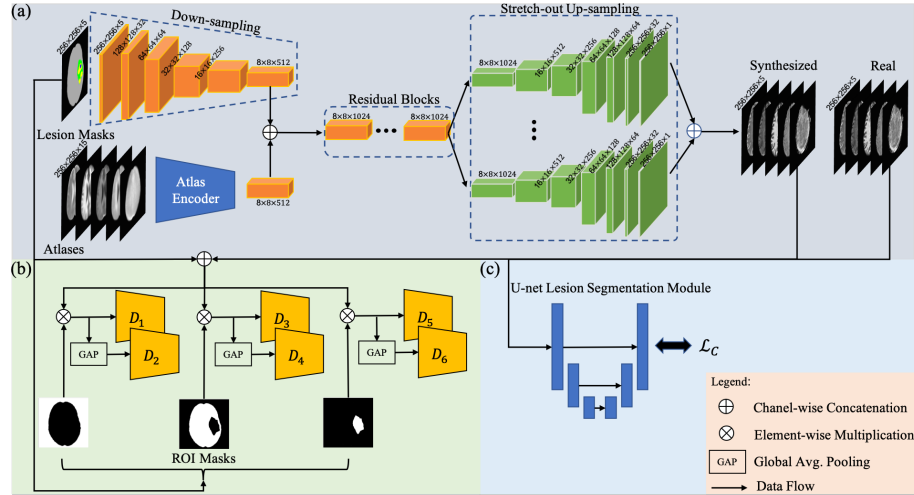 (a)
Down-sampling
256×256×5
256×256×5
128×128×32
64×64×64
32×32×128
16×16×256
8×8×512
Lesion Masks
256×256×15
Atlases
Atlas
Encoder
8×8×512
Residual Blocks
8×8×1024
8×8×1024
Stretch-out Up-sampling
8×8×1024
16×16×512
32×32×256
64×64×128
128×128×64
256×256×32
256×256×1
8×8×1024
16×16×512
32×32×256
64×64×128
128×128×64
256×256×32
256×256×1
Synthesized
Real
256×256×5
256×256×5
(b)
D1
D2
GAP
D3
D4
GAP
D5
D6
GAP
ROI Masks
(c)
U-net Lesion Segmentation Module
ℒC
Legend:
Chanel-wise Concatenation
Element-wise Multiplication
GAP Global Avg. Pooling
Data Flow